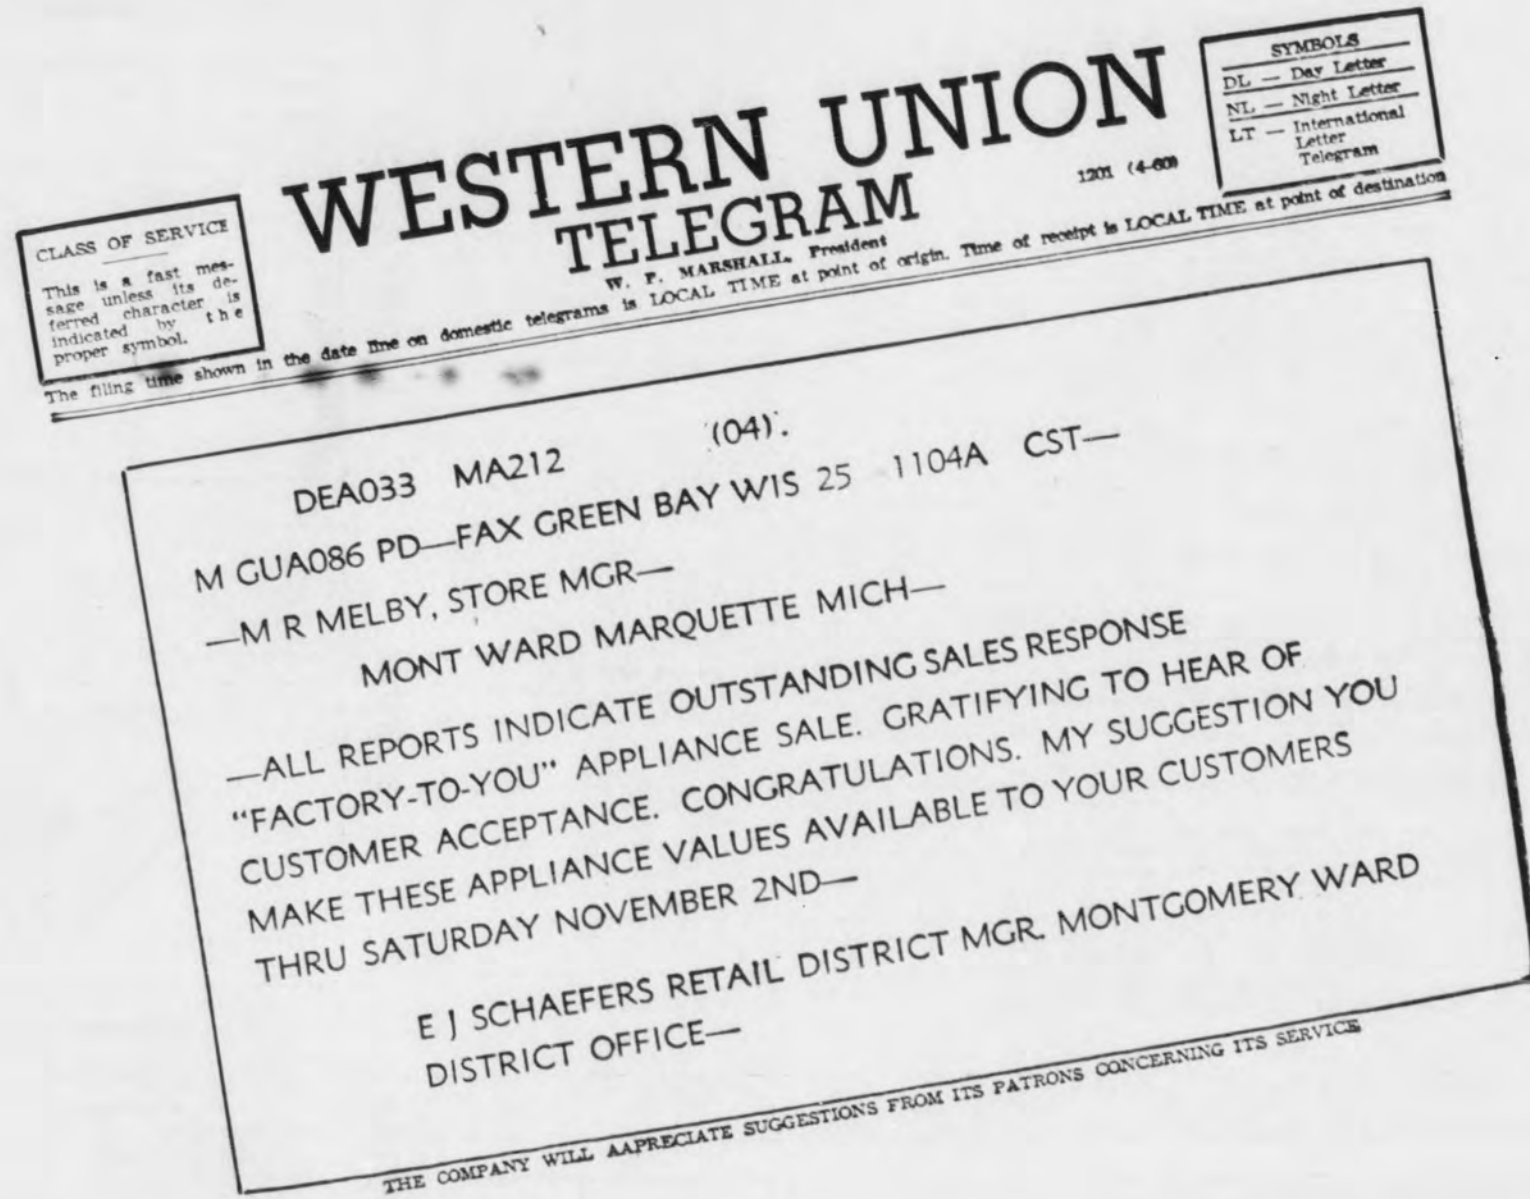 WESTERN UNION
TELEGRAM
W. P. MARSHALL, President
1201 (4-60)
CLASS OF SERVICE
This is a fast mes-
sage unless its de-
ferred character is
indicated by the
proper symbol.
SYMBOLS
DL — Day Letter
NL — Night Letter
LT — International
Letter
Telegram
The filing time shown in the date line on domestic telegrams is LOCAL TIME at point of origin. Time of receipt is LOCAL TIME at point of destination
DEA033 MA212 (04).
M GUA086 PD—FAX GREEN BAY WIS 25 1104A CST—
—M R MELBY, STORE MGR—
MONT WARD MARQUETTE MICH—
—ALL REPORTS INDICATE OUTSTANDING SALES RESPONSE
“FACTORY-TO-YOU” APPLIANCE SALE. GRATIFYING TO HEAR OF
CUSTOMER ACCEPTANCE. CONGRATULATIONS. MY SUGGESTION YOU
MAKE THESE APPLIANCE VALUES AVAILABLE TO YOUR CUSTOMERS
THRU SATURDAY NOVEMBER 2ND—
E J SCHAEFERS RETAIL DISTRICT MGR. MONTGOMERY WARD
DISTRICT OFFICE—
THE COMPANY WILL AAPRECIATE SUGGESTIONS FROM ITS PATRONS CONCERNING ITS SERVICE